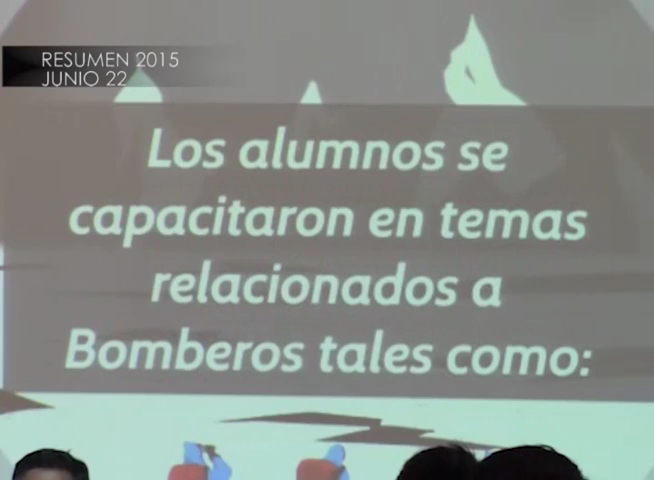 RESUMEN 2015
JUNIO 22
Los alumnos se
capacitaron en temas
relacionados a
Bomberos tales como: